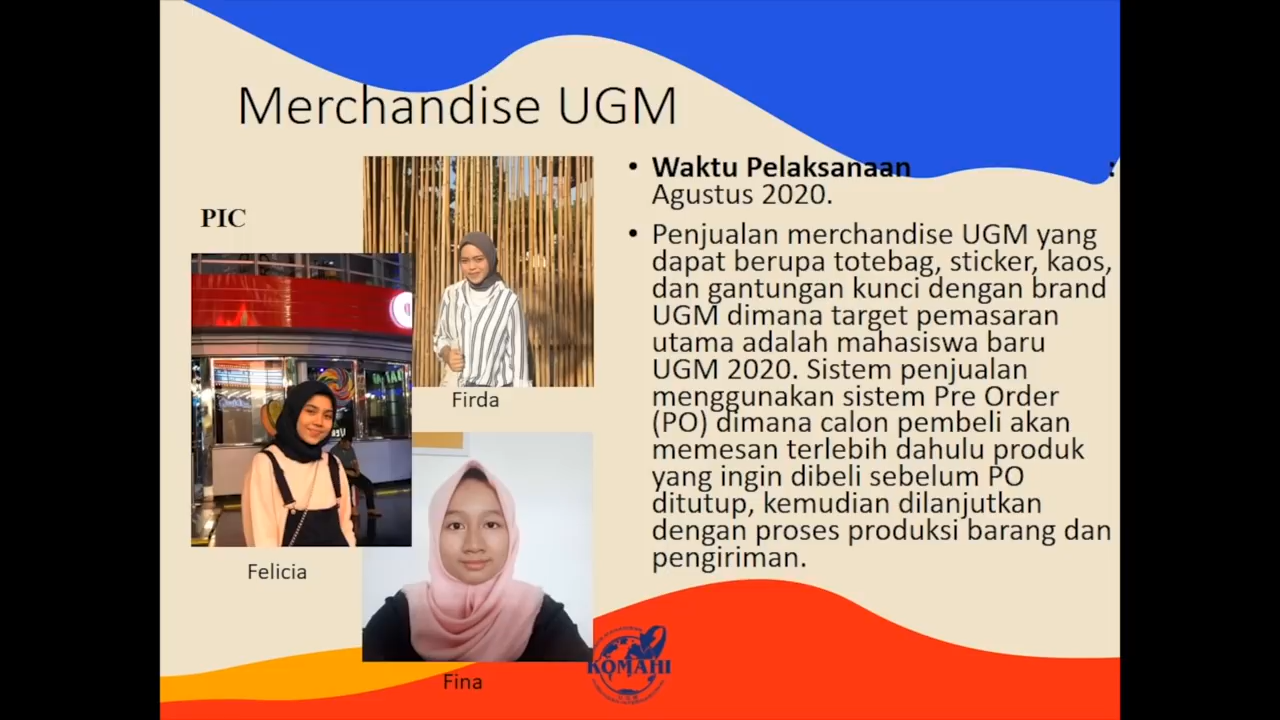 Merchandise UGM
PIC
Firda
Felicia
Fina
• Waktu Pelaksanaan :
Agustus 2020.
• Penjualan merchandise UGM yang
dapat berupa totebag, sticker, kaos,
dan gantungan kunci dengan brand
UGM dimana target pemasaran
utama adalah mahasiswa baru
UGM 2020. Sistem penjualan
menggunakan sistem Pre Order
(PO) dimana calon pembeli akan
memesan terlebih dahulu produk
yang ingin dibeli sebelum PO
ditutup, kemudian dilanjutkan
dengan proses produksi barang dan
pengiriman.
KOMAHI